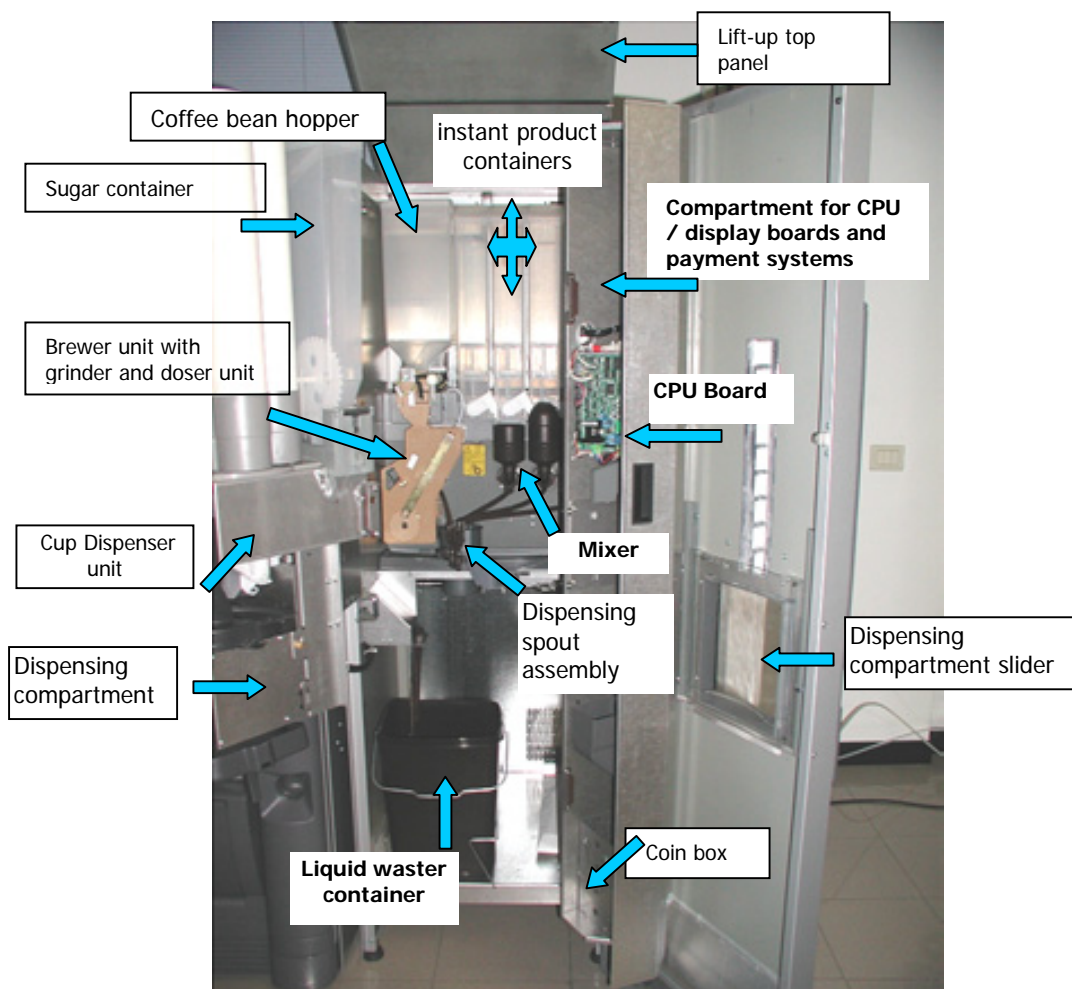 Lift-up top
panel
Coffee bean hopper
instant product
containers
Sugar container
Compartment for CPU
/ display boards and
payment systems
Brewer unit with
grinder and doser unit
CPU Board
Cup Dispenser
unit
Mixer
Dispensing
spout
assembly
Dispensing
compartment slider
Dispensing
compartment
Liquid waster
container
Coin box